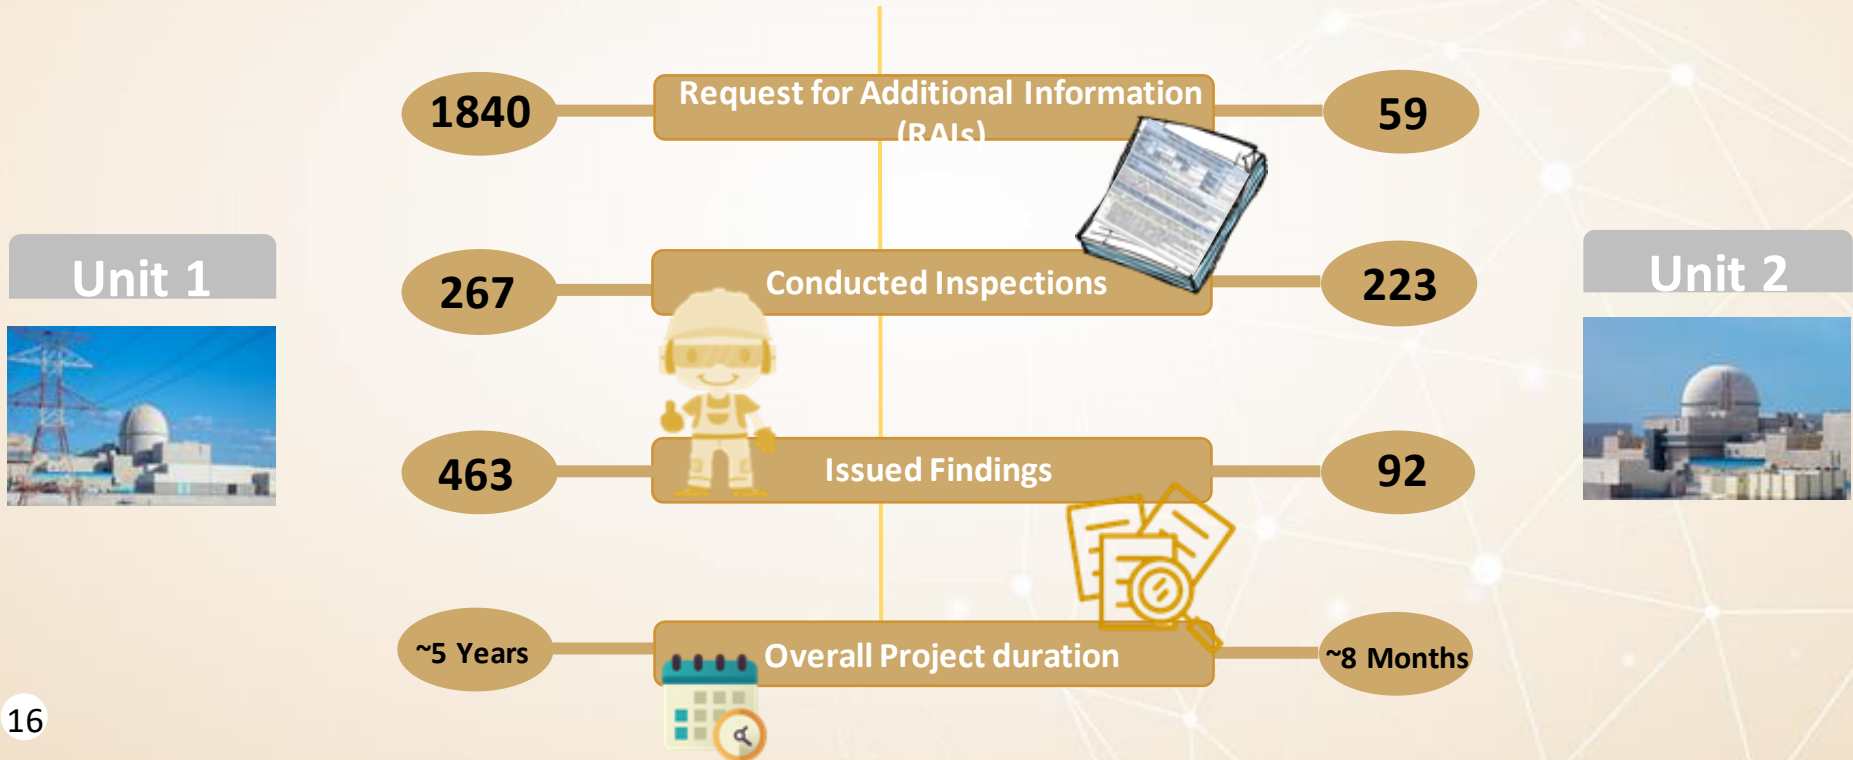 1840
Request for Additional Information
(RAIs)
59
Unit 1
267
Conducted Inspections
223
Unit 2
463
Issued Findings
92
~5 Years
Overall Project duration
~8 Months
16